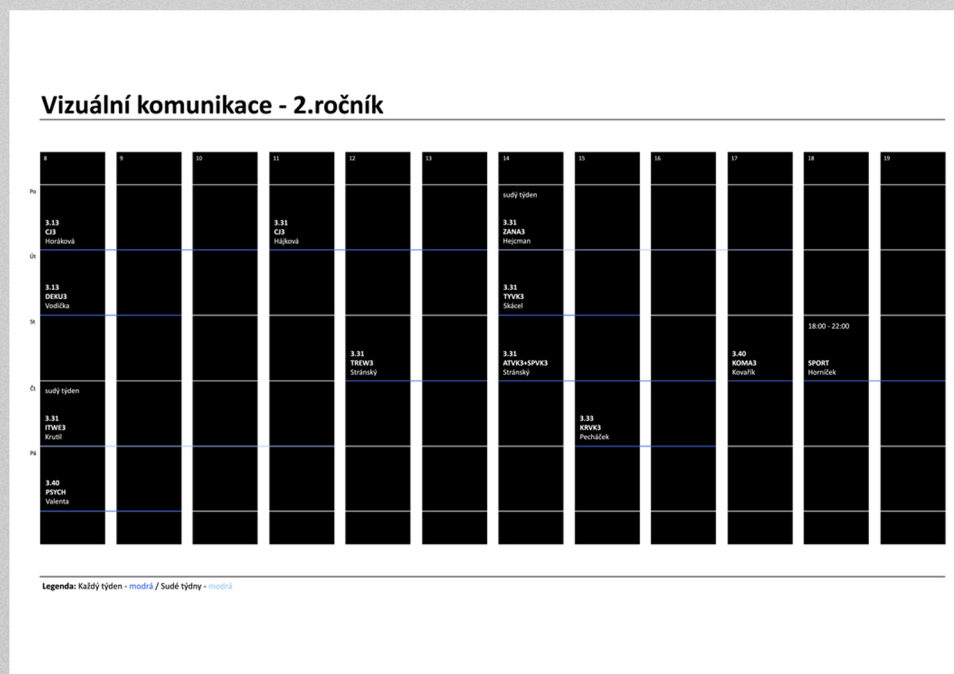 Vizuální komunikace - 2.ročník
8 9 10 11 12 13 14 15 16 17 18 19
Po
sudý týden
3.13
CJ3
Horáková
3.31
CJ3
Hájková
3.31
ZANA3
Hejcman
Út
3.13
DEKU3
Vodička
3.31
TYVK3
Skácel
St
18:00 - 22:00
3.31
TREW3
Stránský
3.31
ATVK3+SPVK3
Stránský
3.40
KOMA3
Kovařík
SPORT
Horníček
Čt
sudý týden
3.31
ITWE3
Krutil
3.33
KRVK3
Pecháček
Pá
3.40
PSYCH
Valenta
Legenda: Každý týden - modrá / Sudé týdny - modrá